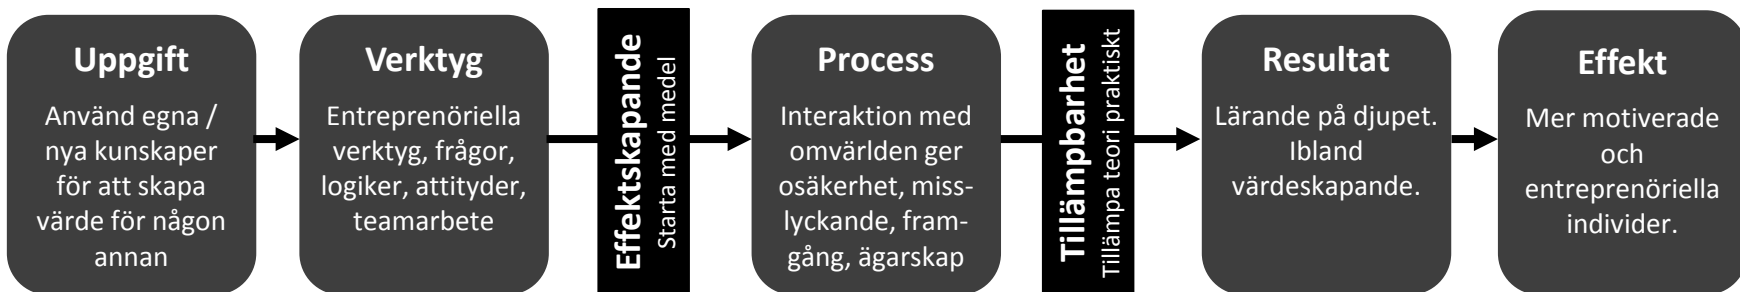 Uppgift
Använd egna /
nya kunskaper
för att skapa
värde för någon
annan
Verktyg
Entreprenöriella
verktyg, frågor,
logiker, attityder,
teamarbete
Effektskapande
Starta med medel
Process
Interaktion med
omvärlden ger
osäkerhet, miss-
lyckande, fram-
gång, ägarskap
Tillämpbarhet
Tillämpa teori praktiskt
Resultat
Lärande på djupet.
Ibland
värdeskapande.
Effekt
Mer motiverade
och
entreprenöriella
individer.